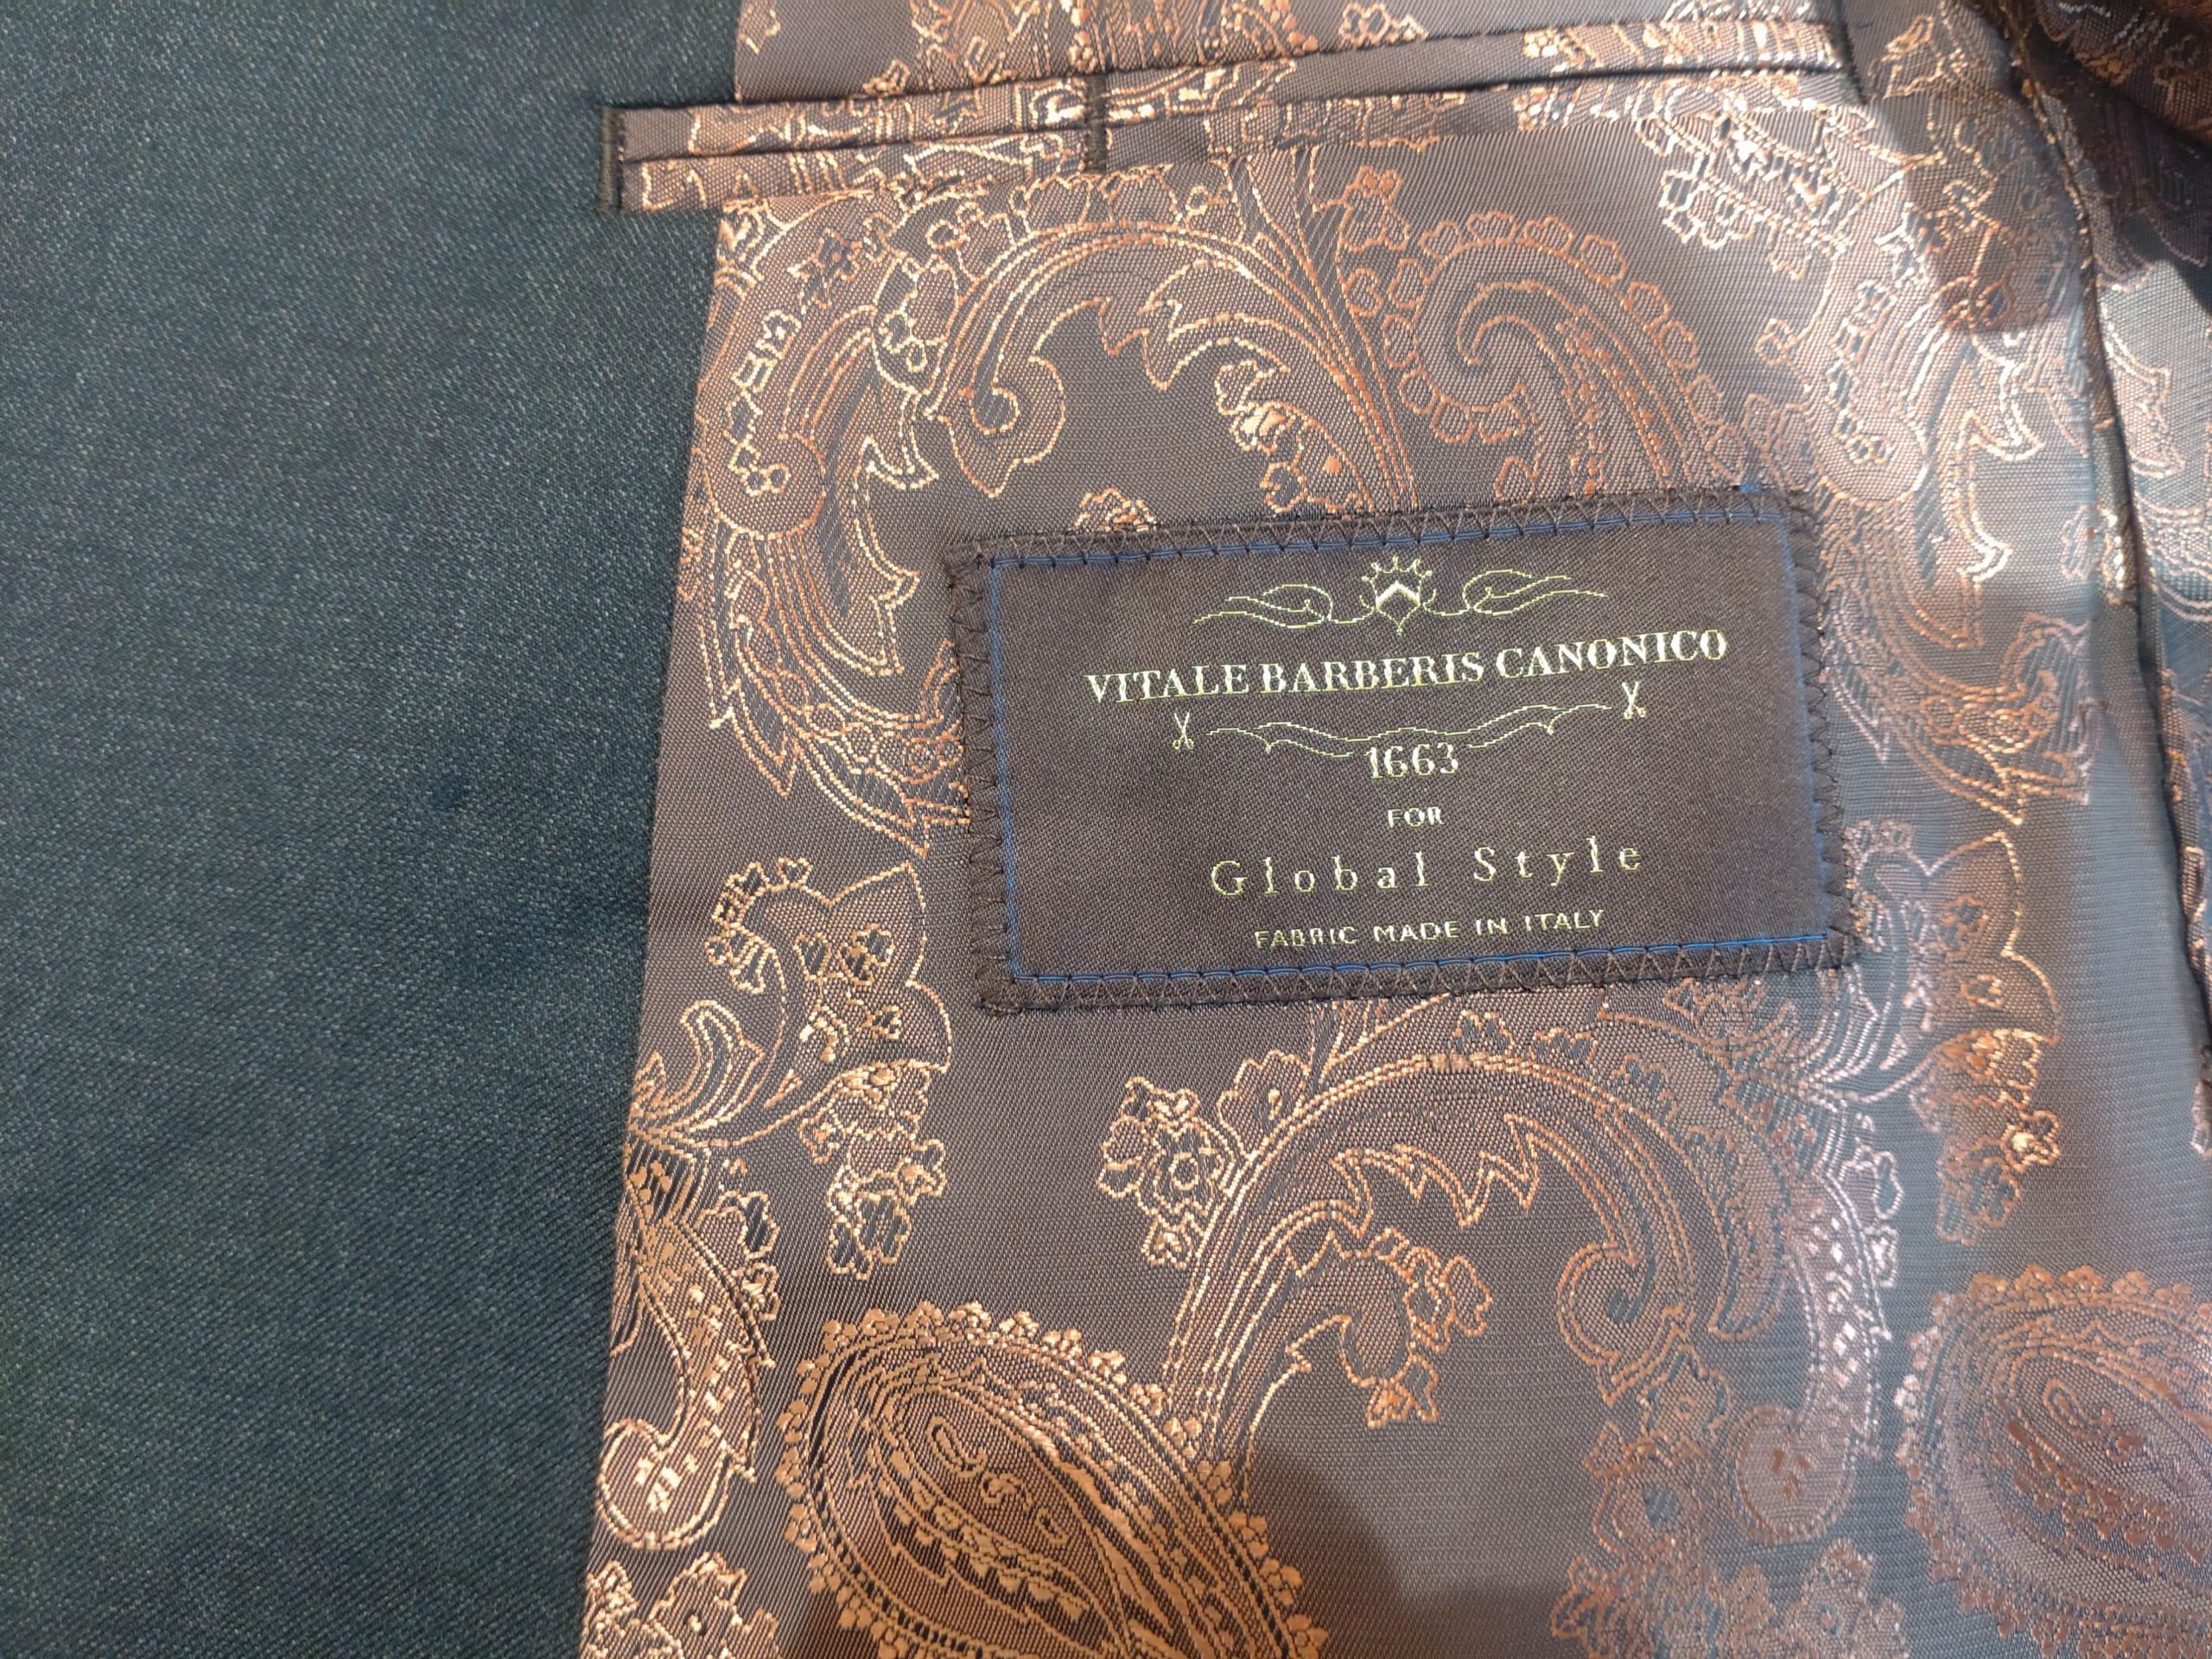 VITALE BARBERIS CANONICO
1663
FOR
Global Style
FABRIC MADE IN ITALY